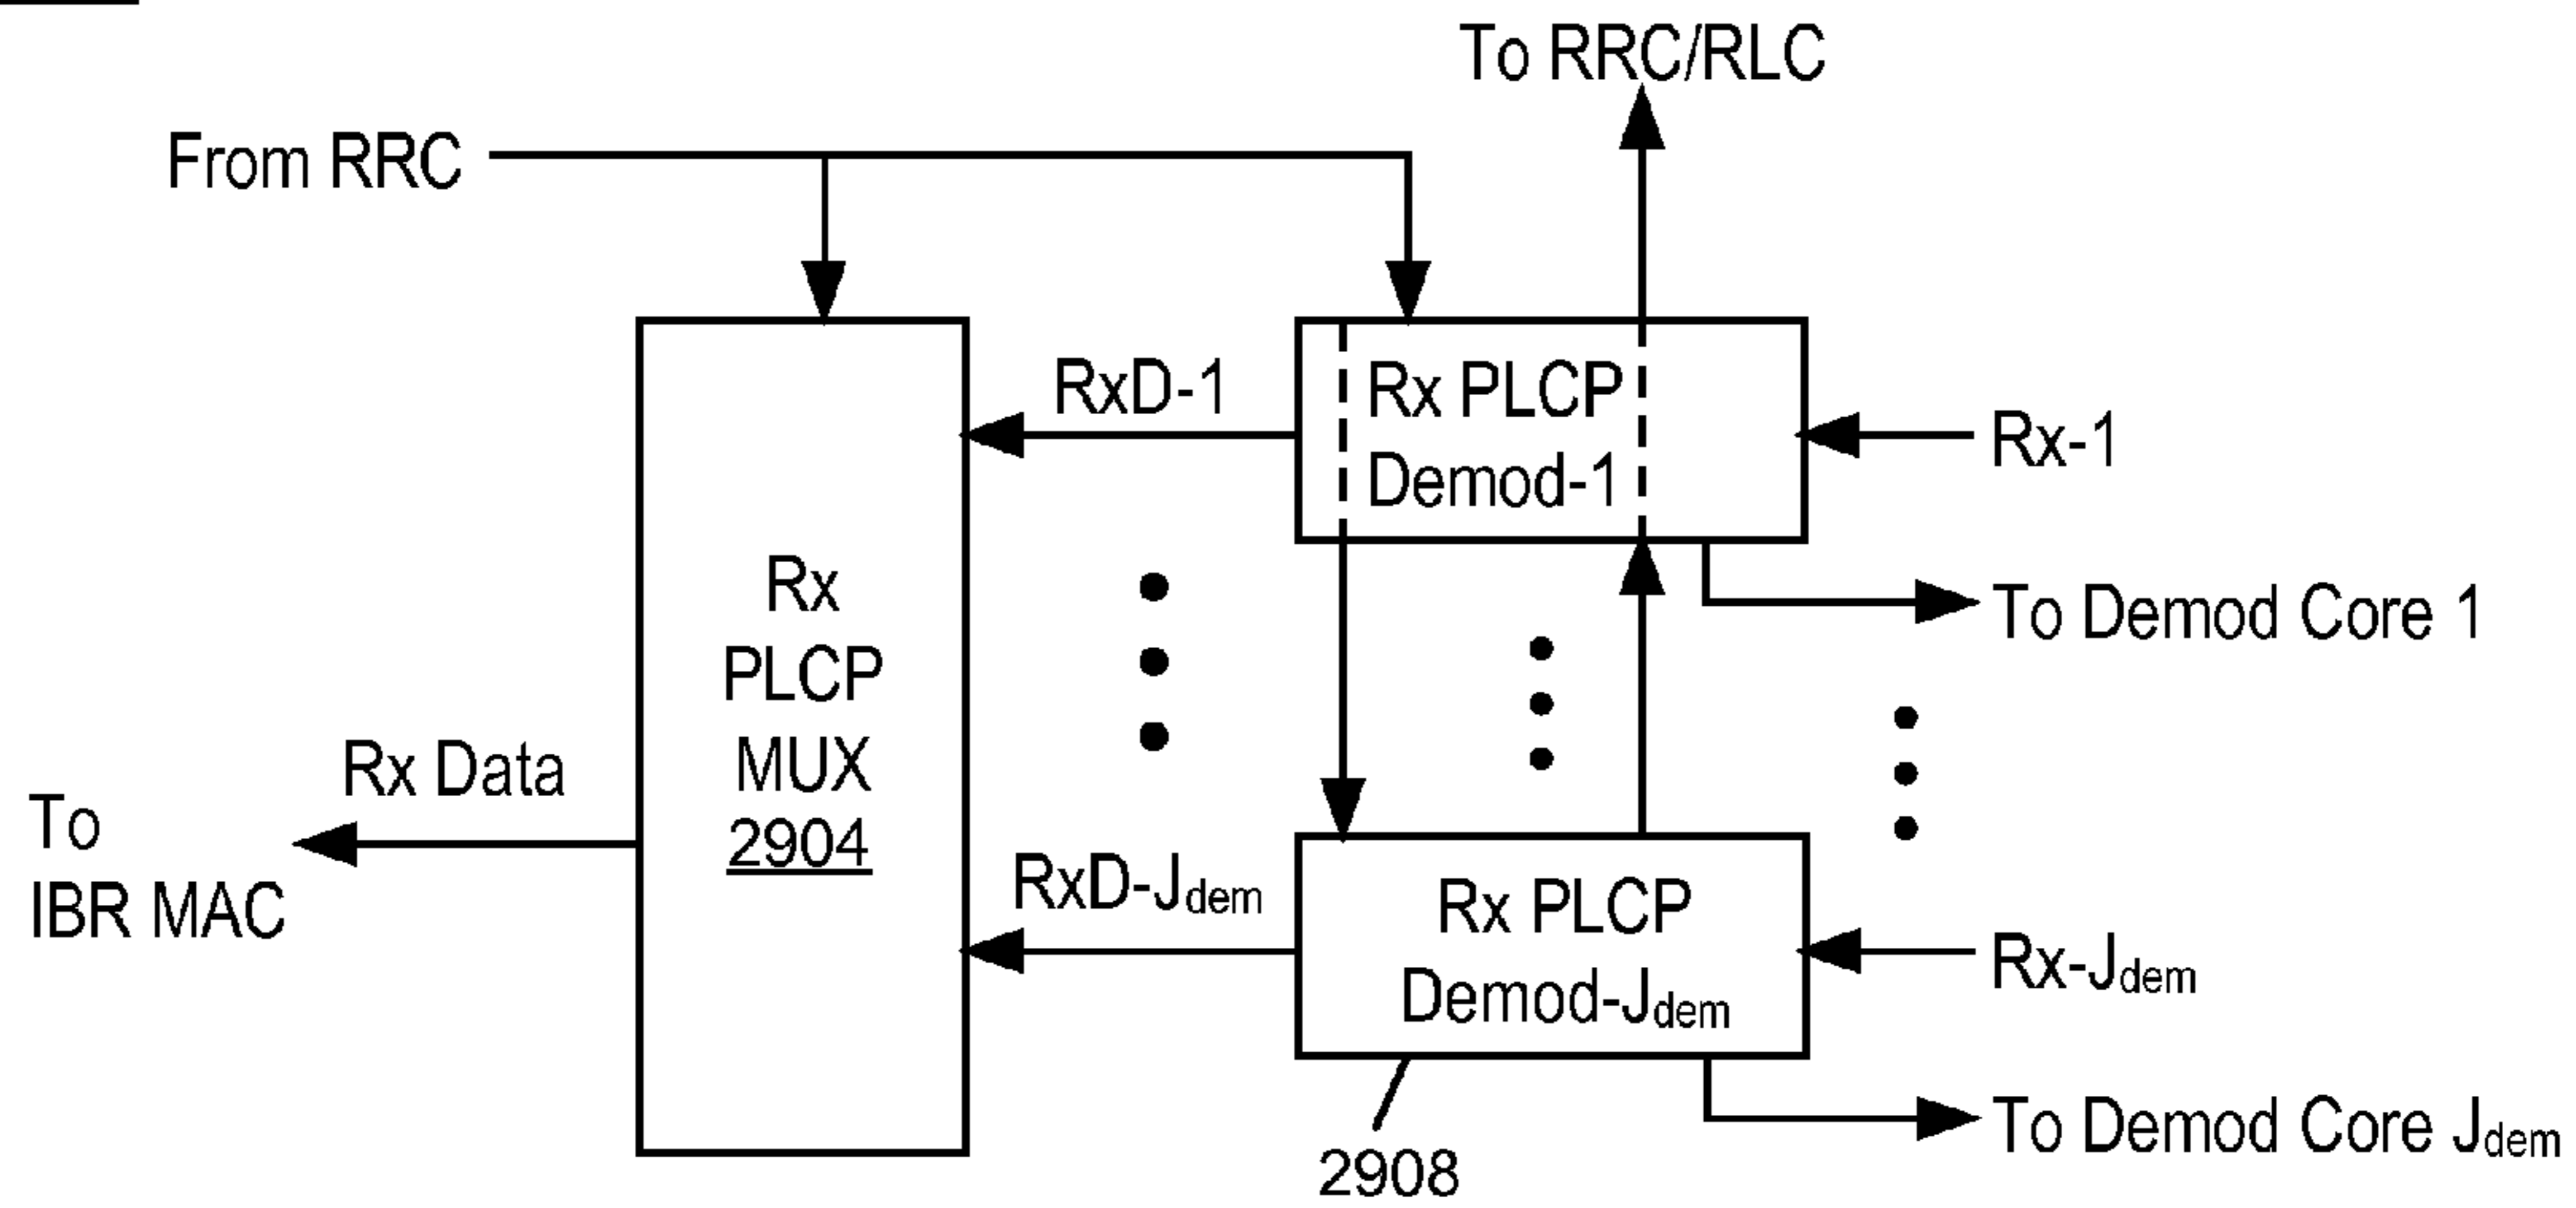 To RRC/RLC
From RRC
RxD-1
Rx PLCP
Demod-1
Rx-1
To Demod Core 1
Rx
PLCP
MUX
2904
Rx Data
To
IBR MAC
RxD-Jdem
Rx PLCP
Demod-Jdem
Rx-Jdem
To Demod Core Jdem
2908